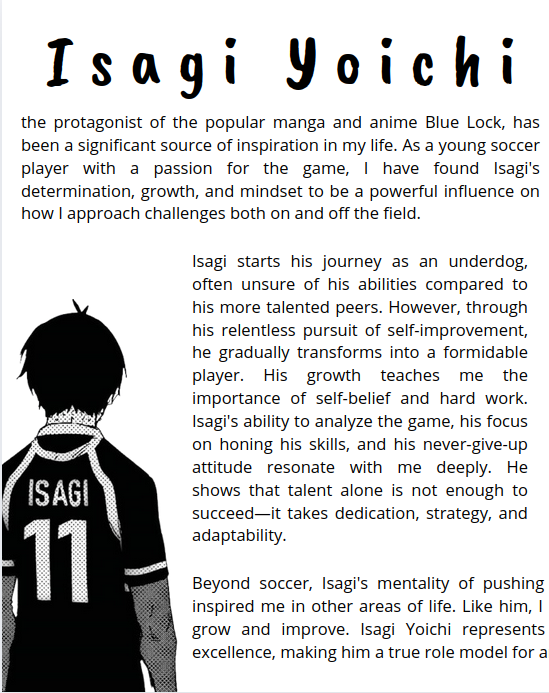 Isagi Yoichi
the protagonist of the popular manga and anime Blue Lock, has
been a significant source of inspiration in my life. As a young soccer
player with a passion for the game, I have found Isagi's
determination, growth, and mindset to be a powerful influence on
how I approach challenges both on and off the field.
Isagi starts his journey as an underdog,
often unsure of his abilities compared to
his more talented peers. However, through
his relentless pursuit of self-improvement,
he gradually transforms into a formidable
player. His growth teaches me the
importance of self-belief and hard work.
Isagi's ability to analyze the game, his focus
on honing his skills, and his never-give-up
attitude resonate with me deeply. He
shows that talent alone is not enough to
succeed—it takes dedication, strategy, and
adaptability.
ISAGI
11
Beyond soccer, Isagi's mentality of pushing
inspired me in other areas of life. Like him, I
grow and improve. Isagi Yoichi represents
excellence, making him a true role model for a